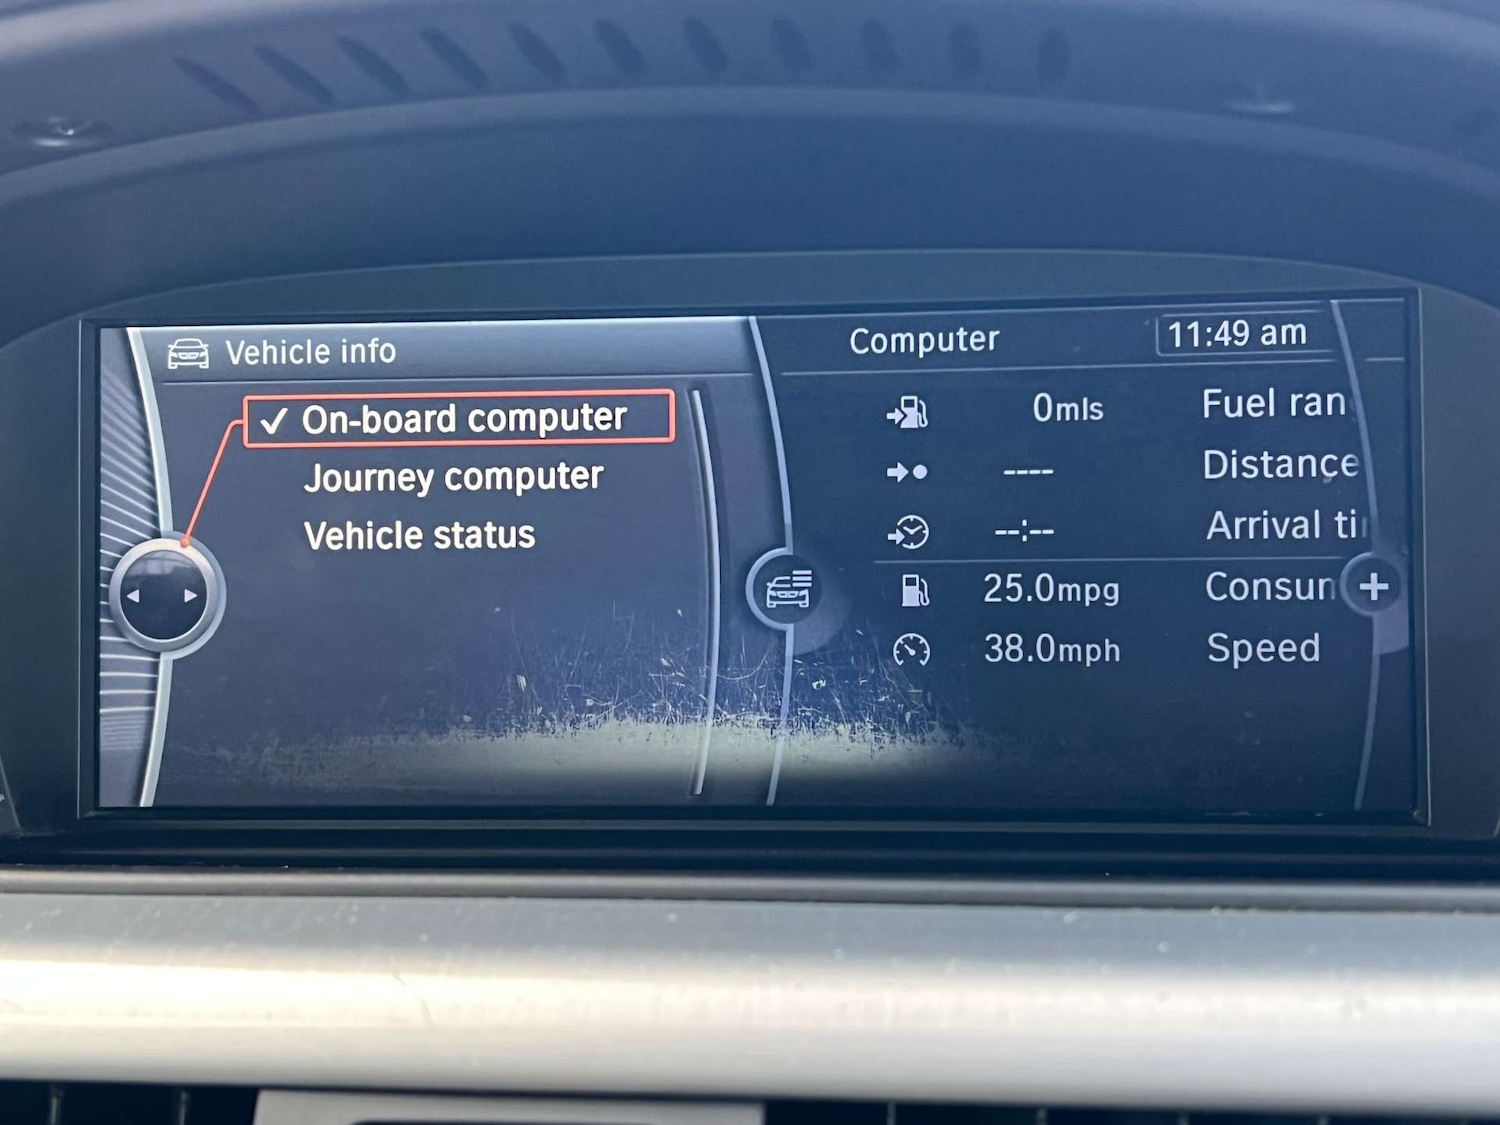 Vehicle info
✓ On-board computer
Journey computer
Vehicle status
Computer
11:49 am
0mls Fuel ran
---- Distance
--:-- Arrival ti
25.0mpg Consum
38.0mph Speed